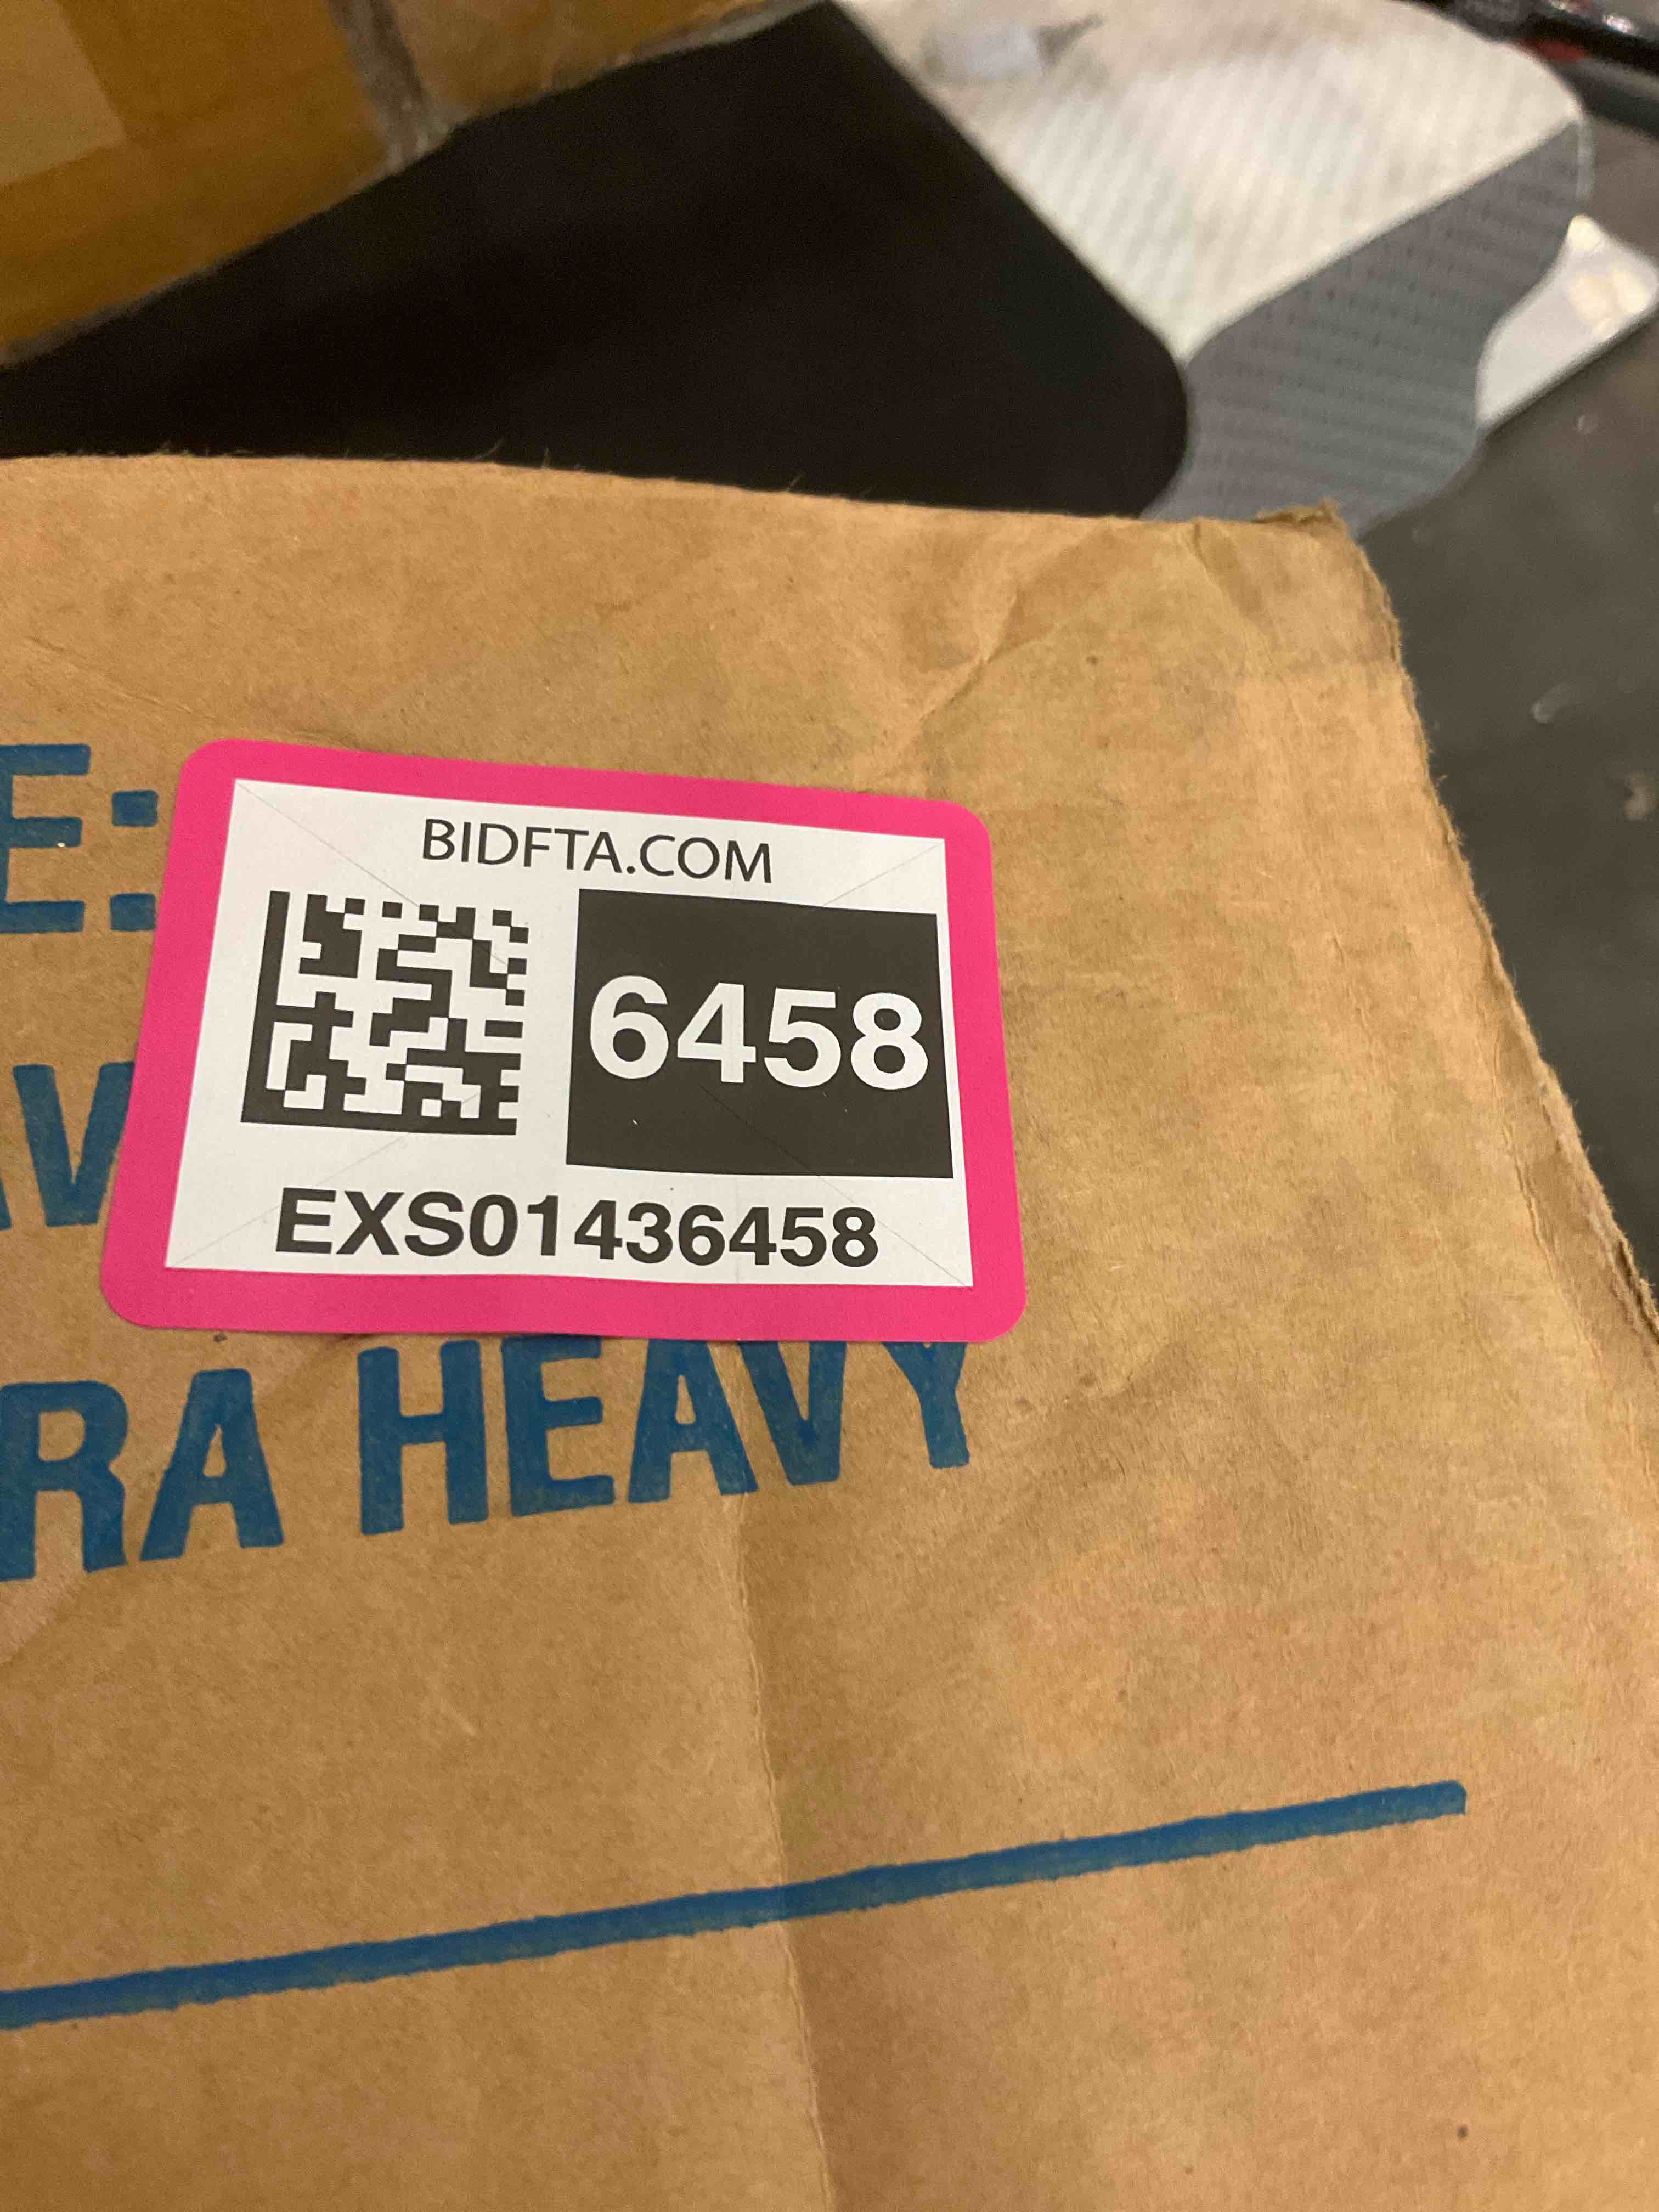 E:
BIDFTA.COM
6458
EXS01436458
RA HEAVY